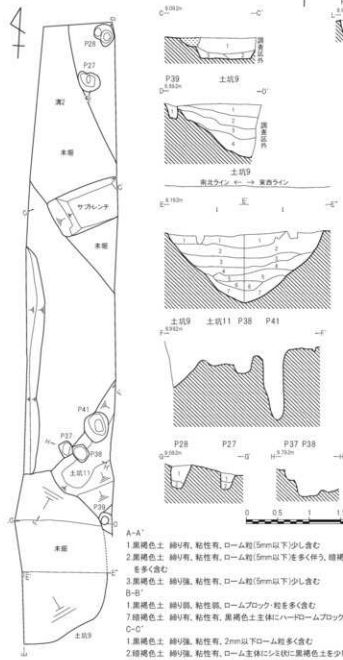 P28
P27
溝2
未掘
サブトレンチ
未掘
P41
P37
P38
土坑11
P39
未掘
E'
E"
土坑9
C
9.092m
C'
1
調査区外
P39
土坑9
D
D'
1
2
3
4
調査区外
土坑9
南北ライン ← → 東西ライン
E
9.192m
E'
E"
土坑9
土坑11
P38
P41
F
9.992m
F'
P28
P27
G
G'
P37 P38
H
9.792m
H'
0
0.5
1
A-A'
1.黒褐色土 締り有、粘性有、ローム粒(5mm以下)少し含む
2.黒褐色土 締り有、粘性有、ローム粒(5mm以下)を多く伴う、暗褐
を多く含む
3.黒褐色土 締り強、粘性有、ローム粒(5mm以下)少し含む
B-B'
1.黒褐色土 締り弱、粘性弱、ロームブロック・粒を多く含む
7.暗褐色土 締り有、粘性有、黒褐色土主体にハードロームブロック
C-C'
1.黒褐色土 締り強、粘性有、2mm以下ローム粒多く含む
2.暗褐色土 締り強、粘性有、ローム主体にシミ状に黒褐色土を少し